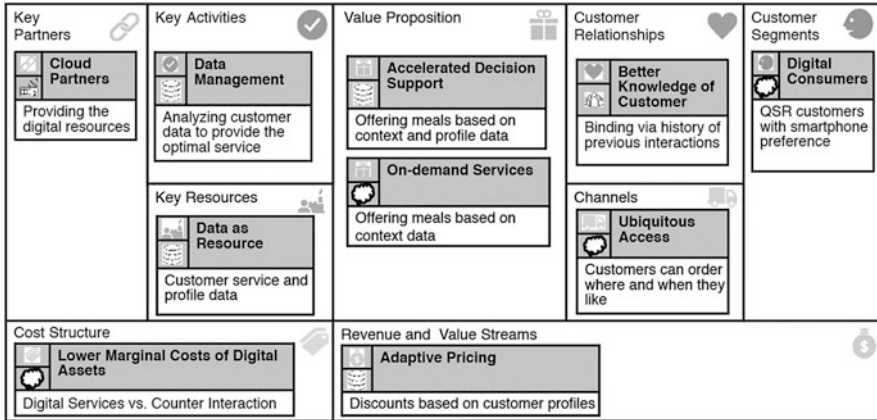 Key
Partners
Cloud
Partners
Providing the
digital resources
Key Activities
Data
Management
Analyzing customer
data to provide the
optimal service
Key Resources
Data as
Resource
Customer service and
profile data
Value Proposition
Accelerated Decision
Support
Offering meals based on
context and profile data
On-demand Services
Offering meals based on
context data
Customer
Relationships
Better
Knowledge of
Customer
Binding via history of
previous interactions
Channels
Ubiquitous
Access
Customers can order
where and when they
like
Customer
Segments
Digital
Consumers
QSR customers
with smartphone
preference
Cost Structure
Lower Marginal Costs of Digital
Assets
Digital Services vs. Counter Interaction
Revenue and Value Streams
Adaptive Pricing
Discounts based on customer profiles